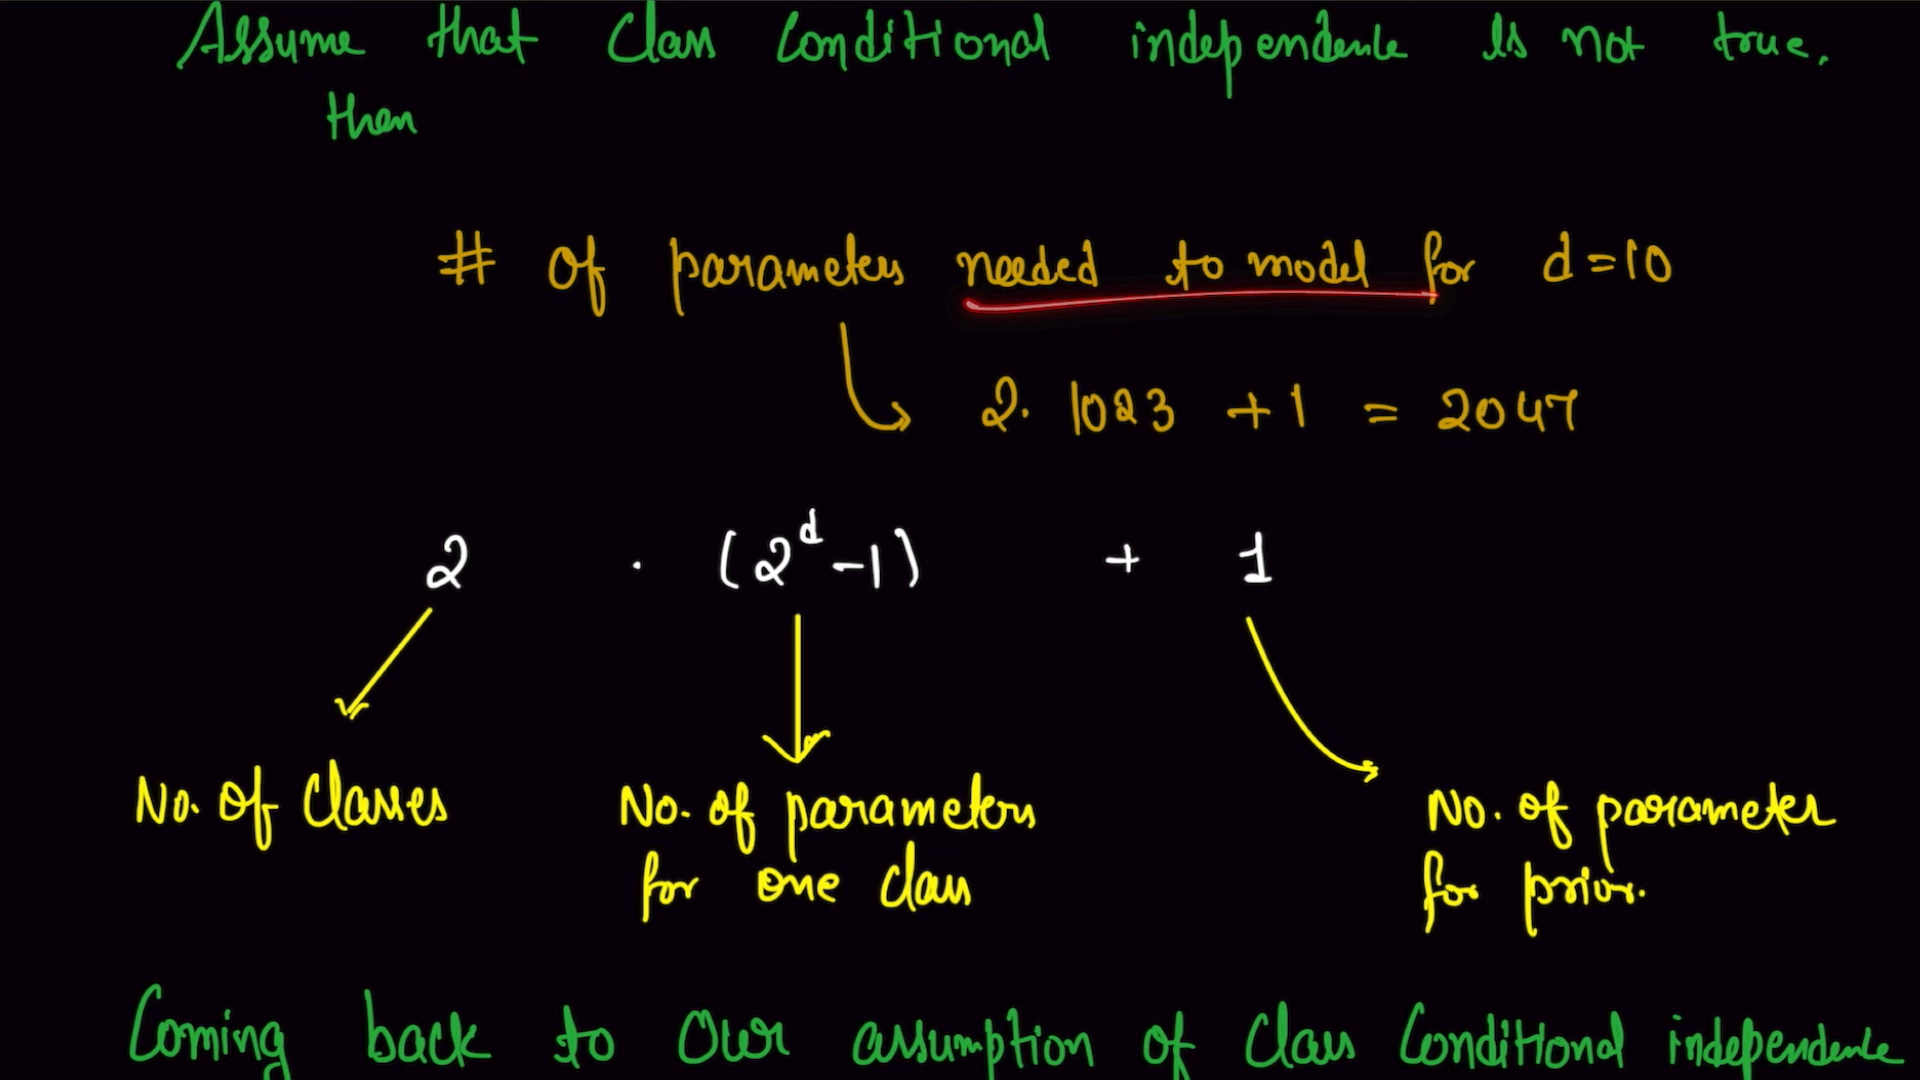 Assume that Class Conditional independence is not true.
then
# of parameters needed to model for d=10
2. 1023 + 1 = 2047
2 . (2^d -1) + 1
No. of Classes
No. of parameters
for one class
No. of parameter
for prior.
Coming back to Our assumption of Class Conditional independence